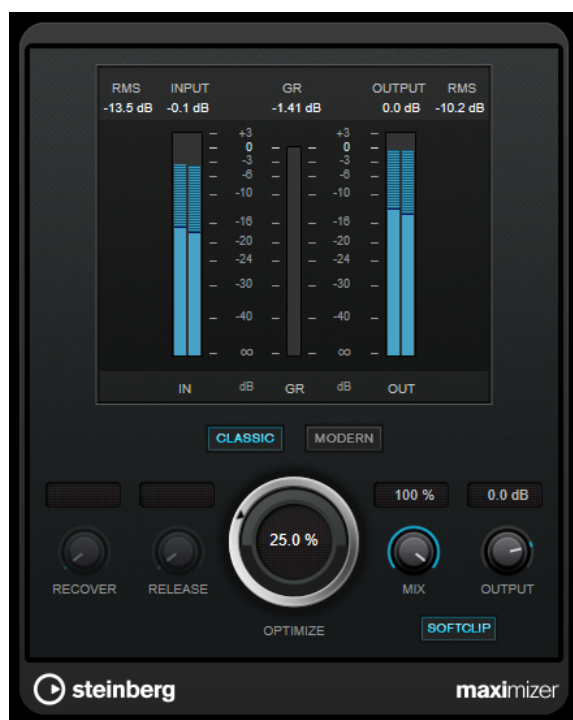 RMS INPUT GR OUTPUT RMS
-13.5 dB -0.1 dB -1.41 dB 0.0 dB -10.2 dB
+3 +3
0 0
-3 -3
-6 -6
-10 -10
-16 -16
-20 -20
-24 -24
-30 -30
-40 -40
∞ ∞
IN dB GR dB OUT
CLASSIC MODERN
100 % 0.0 dB
25.0 %
RECOVER RELEASE MIX OUTPUT
OPTIMIZE SOFTCLIP
steinberg maximizer